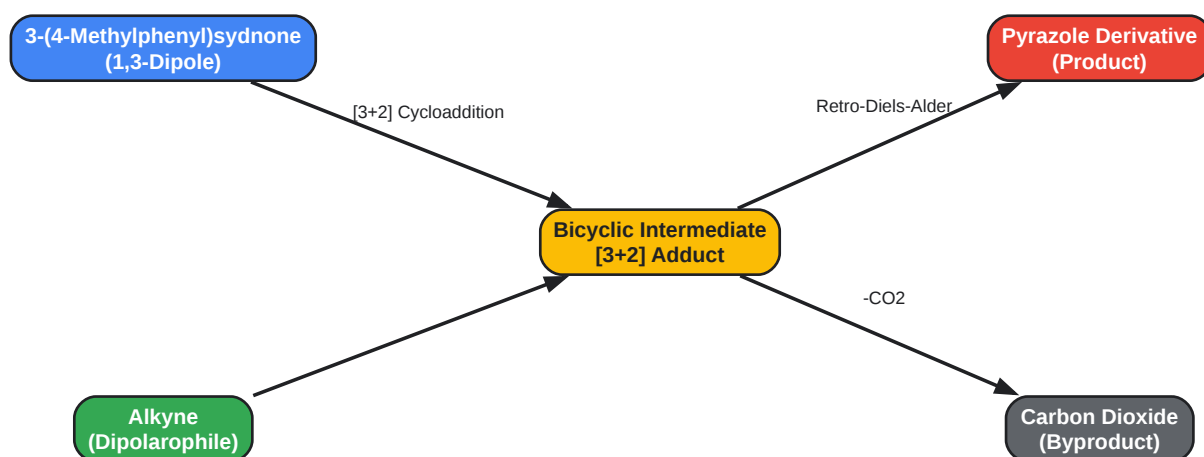 3-(4-Methylphenyl)sydnone
(1,3-Dipole)
Pyrazole Derivative
(Product)
[3+2] Cycloaddition
Retro-Diels-Alder
Bicyclic Intermediate
[3+2] Adduct
-CO2
Alkyne
(Dipolarophile)
Carbon Dioxide
(Byproduct)